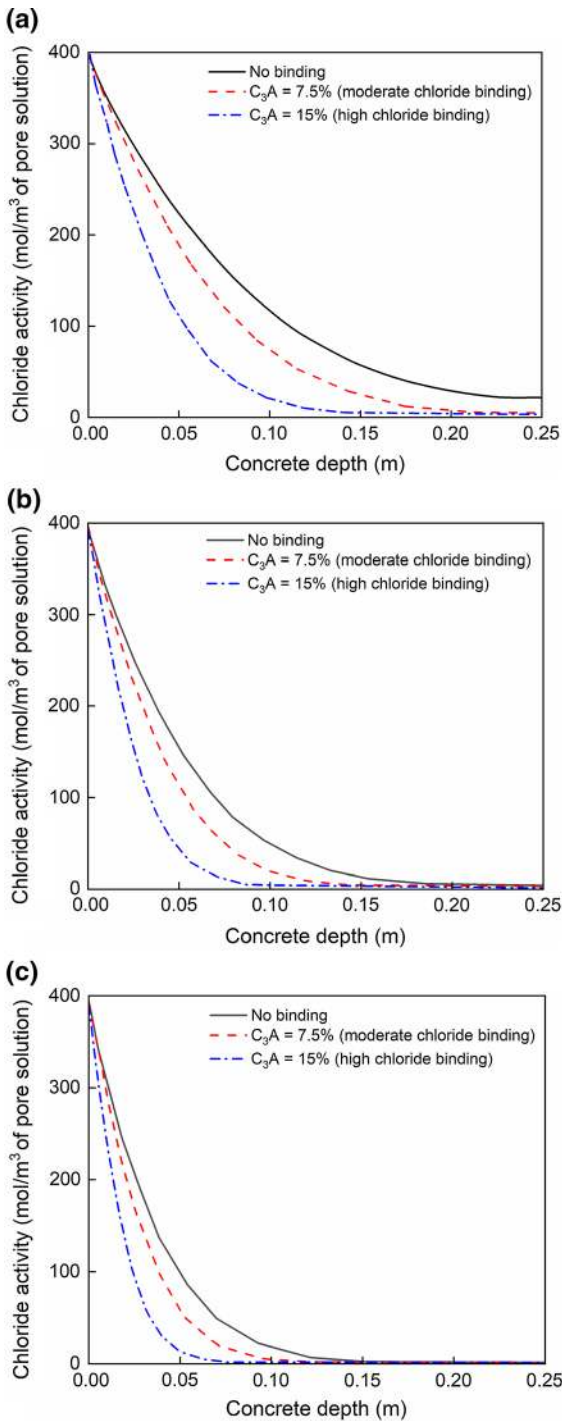 (a)
400
300
200
100
0
Chloride activity (mol/m³ of pore solution)
No binding
C₃A = 7.5% (moderate chloride binding)
C₃A = 15% (high chloride binding)
0.00 0.05 0.10 0.15 0.20 0.25
Concrete depth (m)
(b)
400
300
200
100
0
Chloride activity (mol/m³ of pore solution)
No binding
C₃A = 7.5% (moderate chloride binding)
C₃A = 15% (high chloride binding)
0.00 0.05 0.10 0.15 0.20 0.25
Concrete depth (m)
(c)
400
300
200
100
0
Chloride activity (mol/m³ of pore solution)
No binding
C₃A = 7.5% (moderate chloride binding)
C₃A = 15% (high chloride binding)
0.00 0.05 0.10 0.15 0.20 0.25
Concrete depth (m)